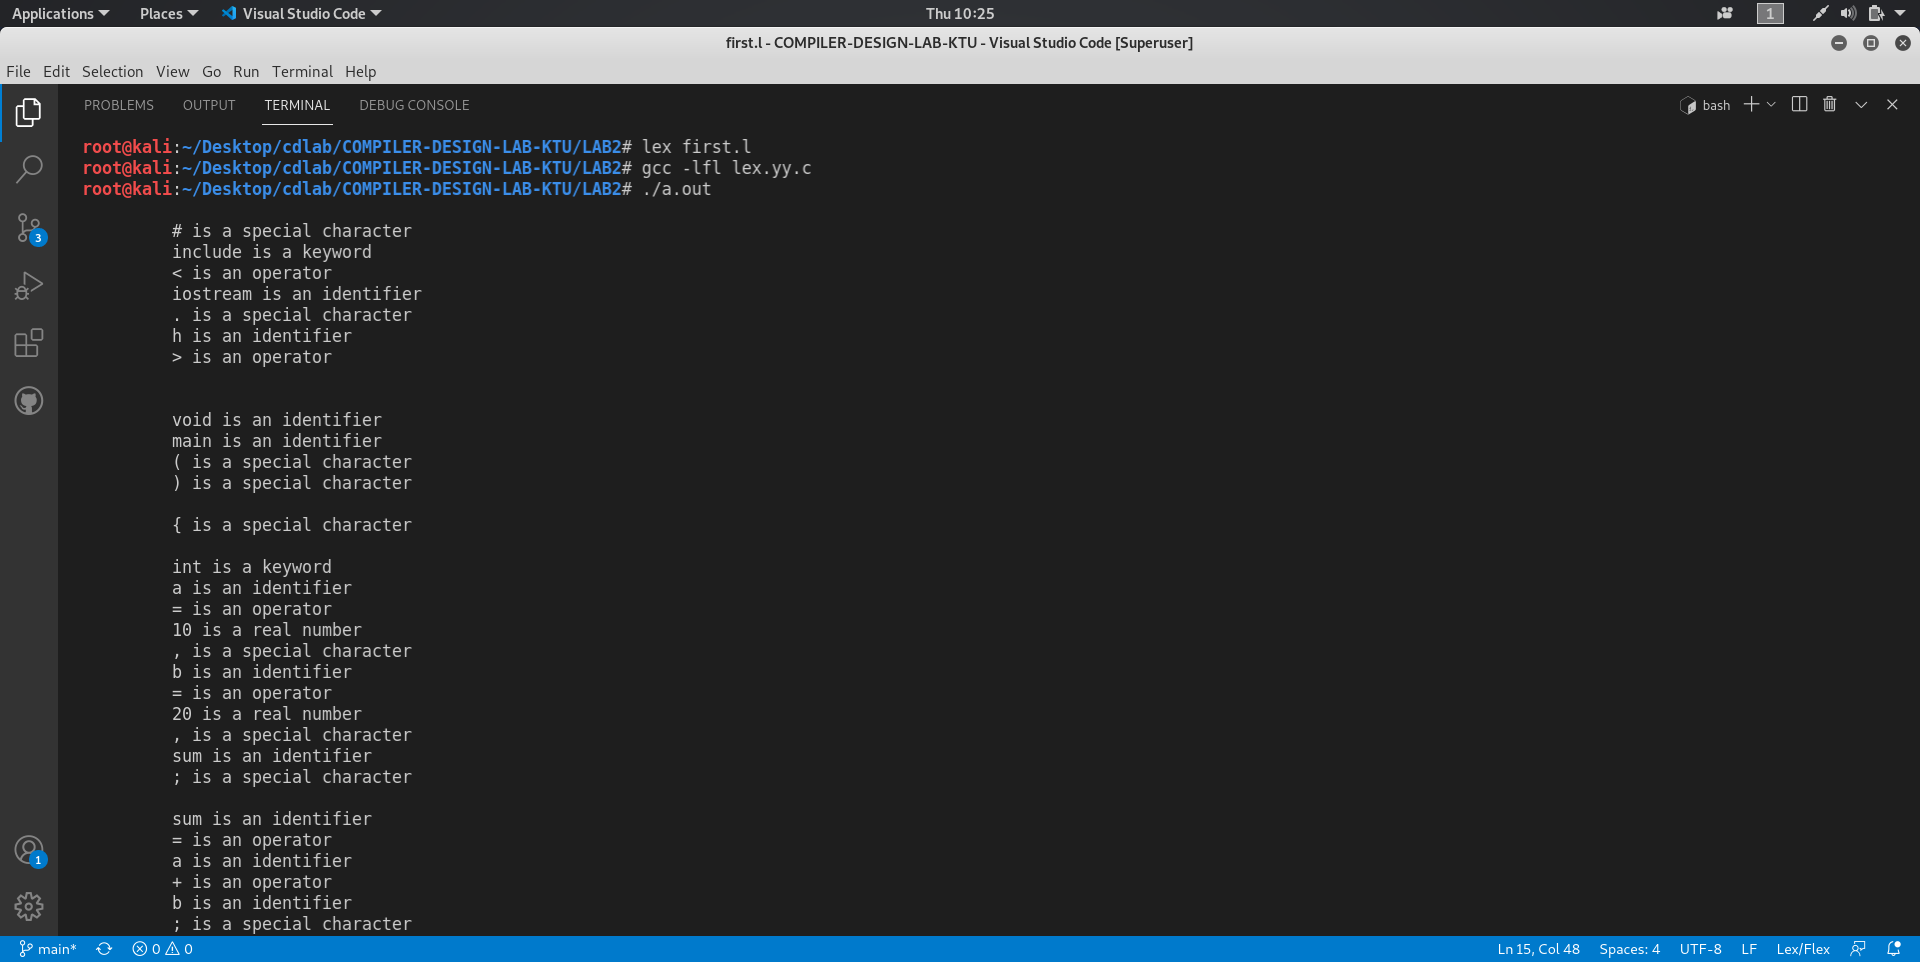 Applications Places Visual Studio Code Thu 10:25 1
first.l - COMPILER-DESIGN-LAB-KTU - Visual Studio Code [Superuser]
File Edit Selection View Go Run Terminal Help
PROBLEMS OUTPUT TERMINAL DEBUG CONSOLE bash
root@kali:~/Desktop/cdlab/COMPILER-DESIGN-LAB-KTU/LAB2# lex first.l
root@kali:~/Desktop/cdlab/COMPILER-DESIGN-LAB-KTU/LAB2# gcc -lfl lex.yy.c
root@kali:~/Desktop/cdlab/COMPILER-DESIGN-LAB-KTU/LAB2# ./a.out
# is a special character
include is a keyword
< is an operator
iostream is an identifier
. is a special character
h is an identifier
> is an operator
void is an identifier
main is an identifier
( is a special character
) is a special character
{ is a special character
int is a keyword
a is an identifier
= is an operator
10 is a real number
, is a special character
b is an identifier
= is an operator
20 is a real number
, is a special character
sum is an identifier
; is a special character
sum is an identifier
= is an operator
a is an identifier
+ is an operator
b is an identifier
; is a special character
3
1
main* 0 0 Ln 15, Col 48 Spaces: 4 UTF-8 LF Lex/Flex